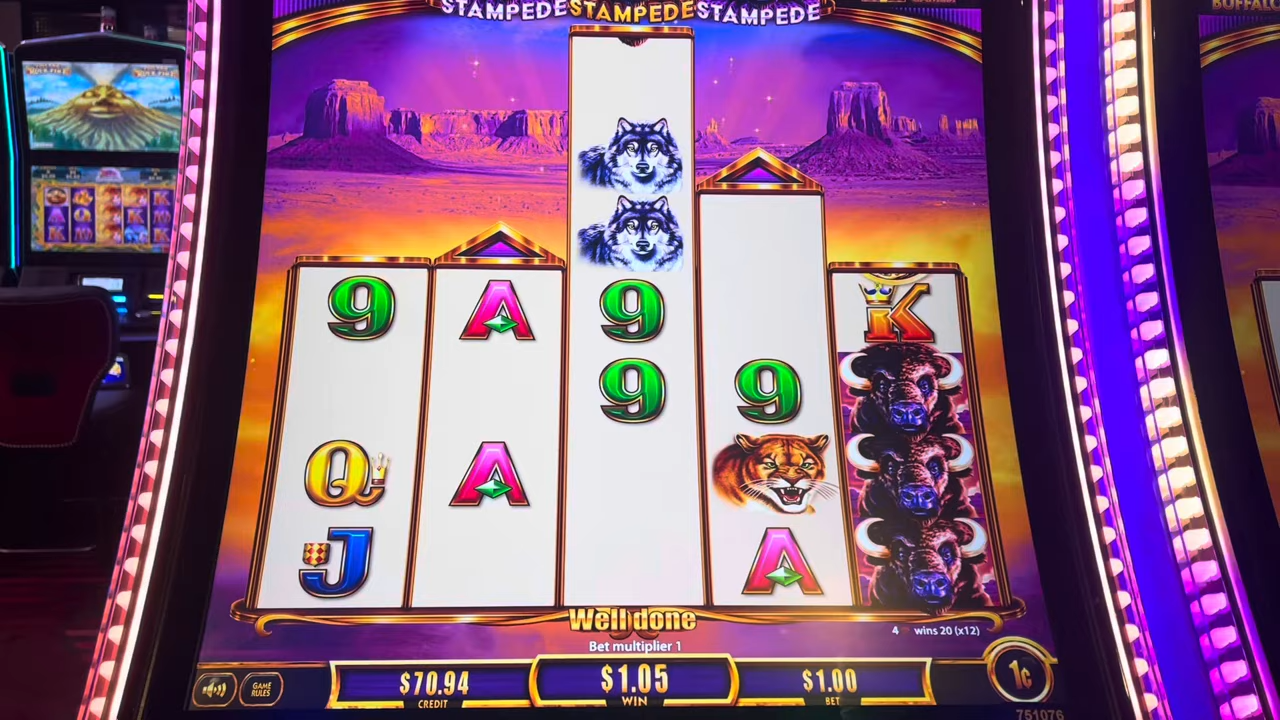 STAMPEDE STAMPEDE STAMPEDE
BUFFALO
9 A 9 K
9 9
Q A
J A
Well done
Bet multiplier 1
4 wins 20 (x12)
GAME RULES
$70.94 $1.05 $1.00
CREDIT WIN BET
1¢
751076